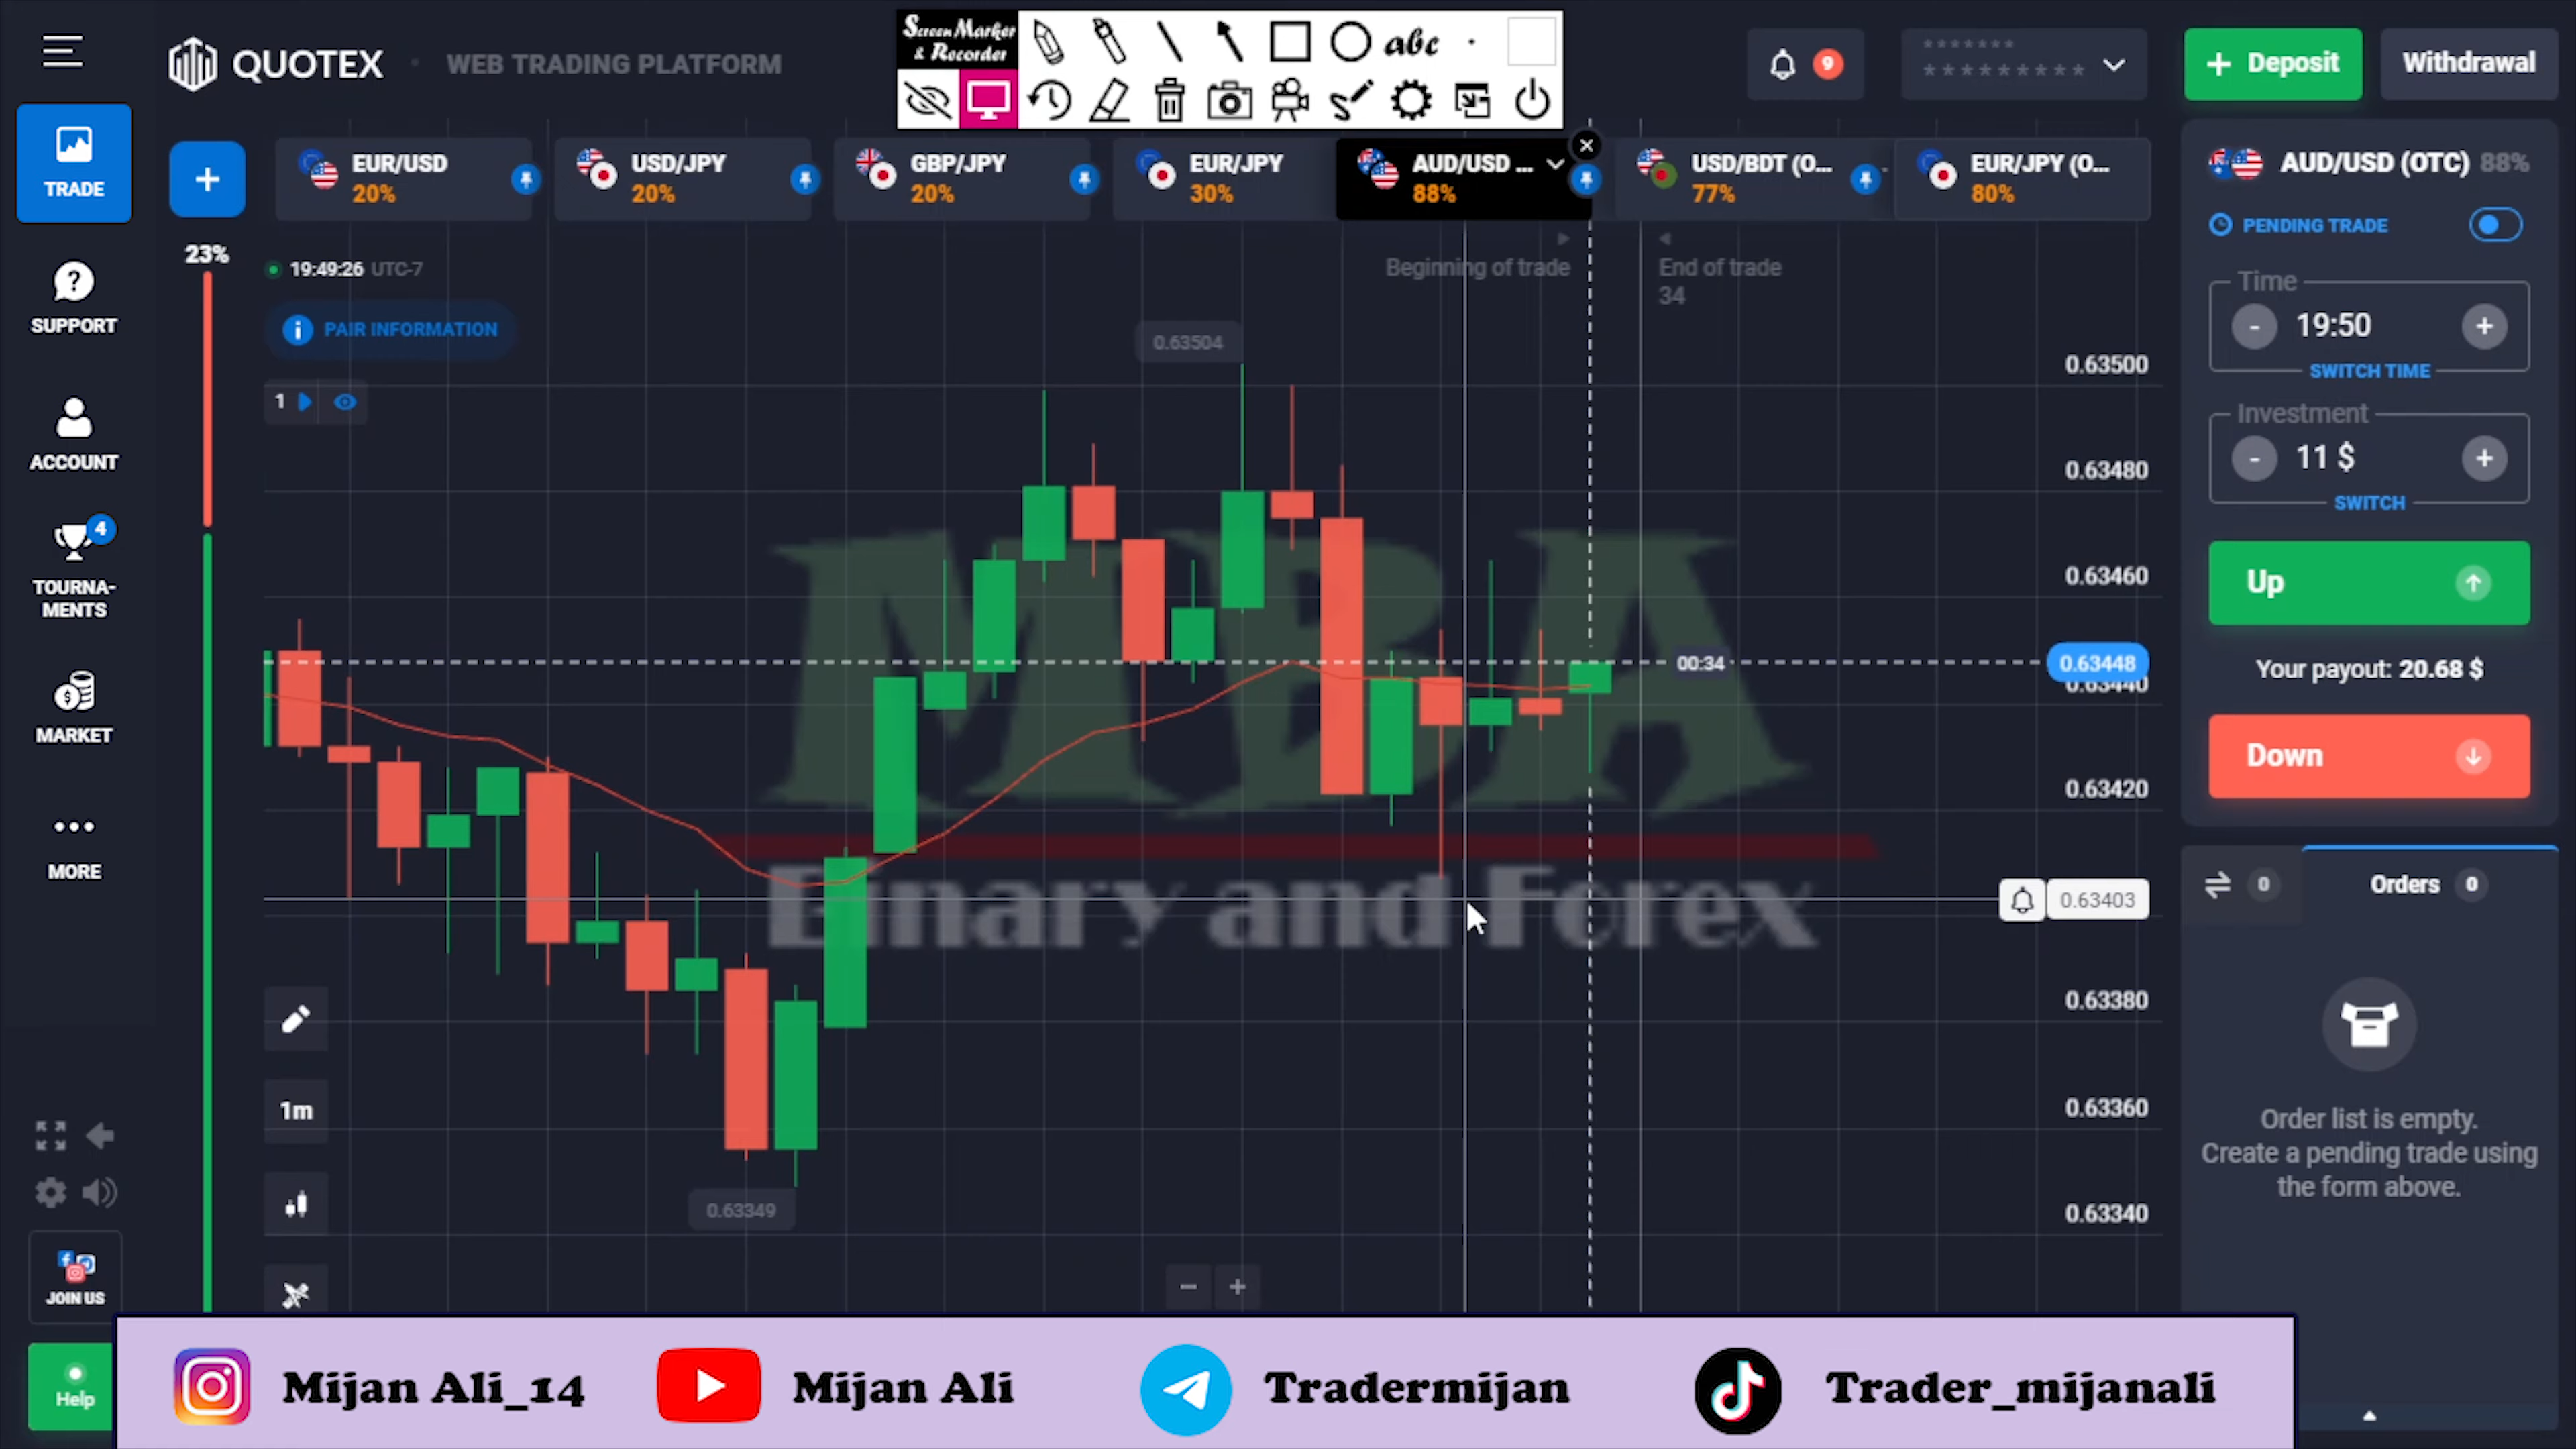 Screen Marker
& Recorder
abc
QUOTEX
WEB TRADING PLATFORM
9
*******
*********
+ Deposit
Withdrawal
TRADE
+
EUR/USD
20%
USD/JPY
20%
GBP/JPY
20%
EUR/JPY
30%
AUD/USD ...
88%
USD/BDT (O...
77%
EUR/JPY (O...
80%
AUD/USD (OTC) 88%
PENDING TRADE
23%
19:49:26 UTC-7
Beginning of trade
End of trade
34
PAIR INFORMATION
1
SUPPORT
ACCOUNT
4
TOURNA-
MENTS
MARKET
MORE
JOIN US
Help
0.63504
0.63349
00:34
0.63500
0.63480
0.63460
0.63448
0.63440
0.63420
0.63403
0.63380
0.63360
0.63340
MBA
Binary and Forex
1m
- +
Time
- 19:50 +
SWITCH TIME
Investment
- 11 $ +
SWITCH
Up
Your payout: 20.68 $
Down
0
Orders 0
Order list is empty.
Create a pending trade using
the form above.
Mijan Ali_14
Mijan Ali
Tradermijan
Trader_mijanali